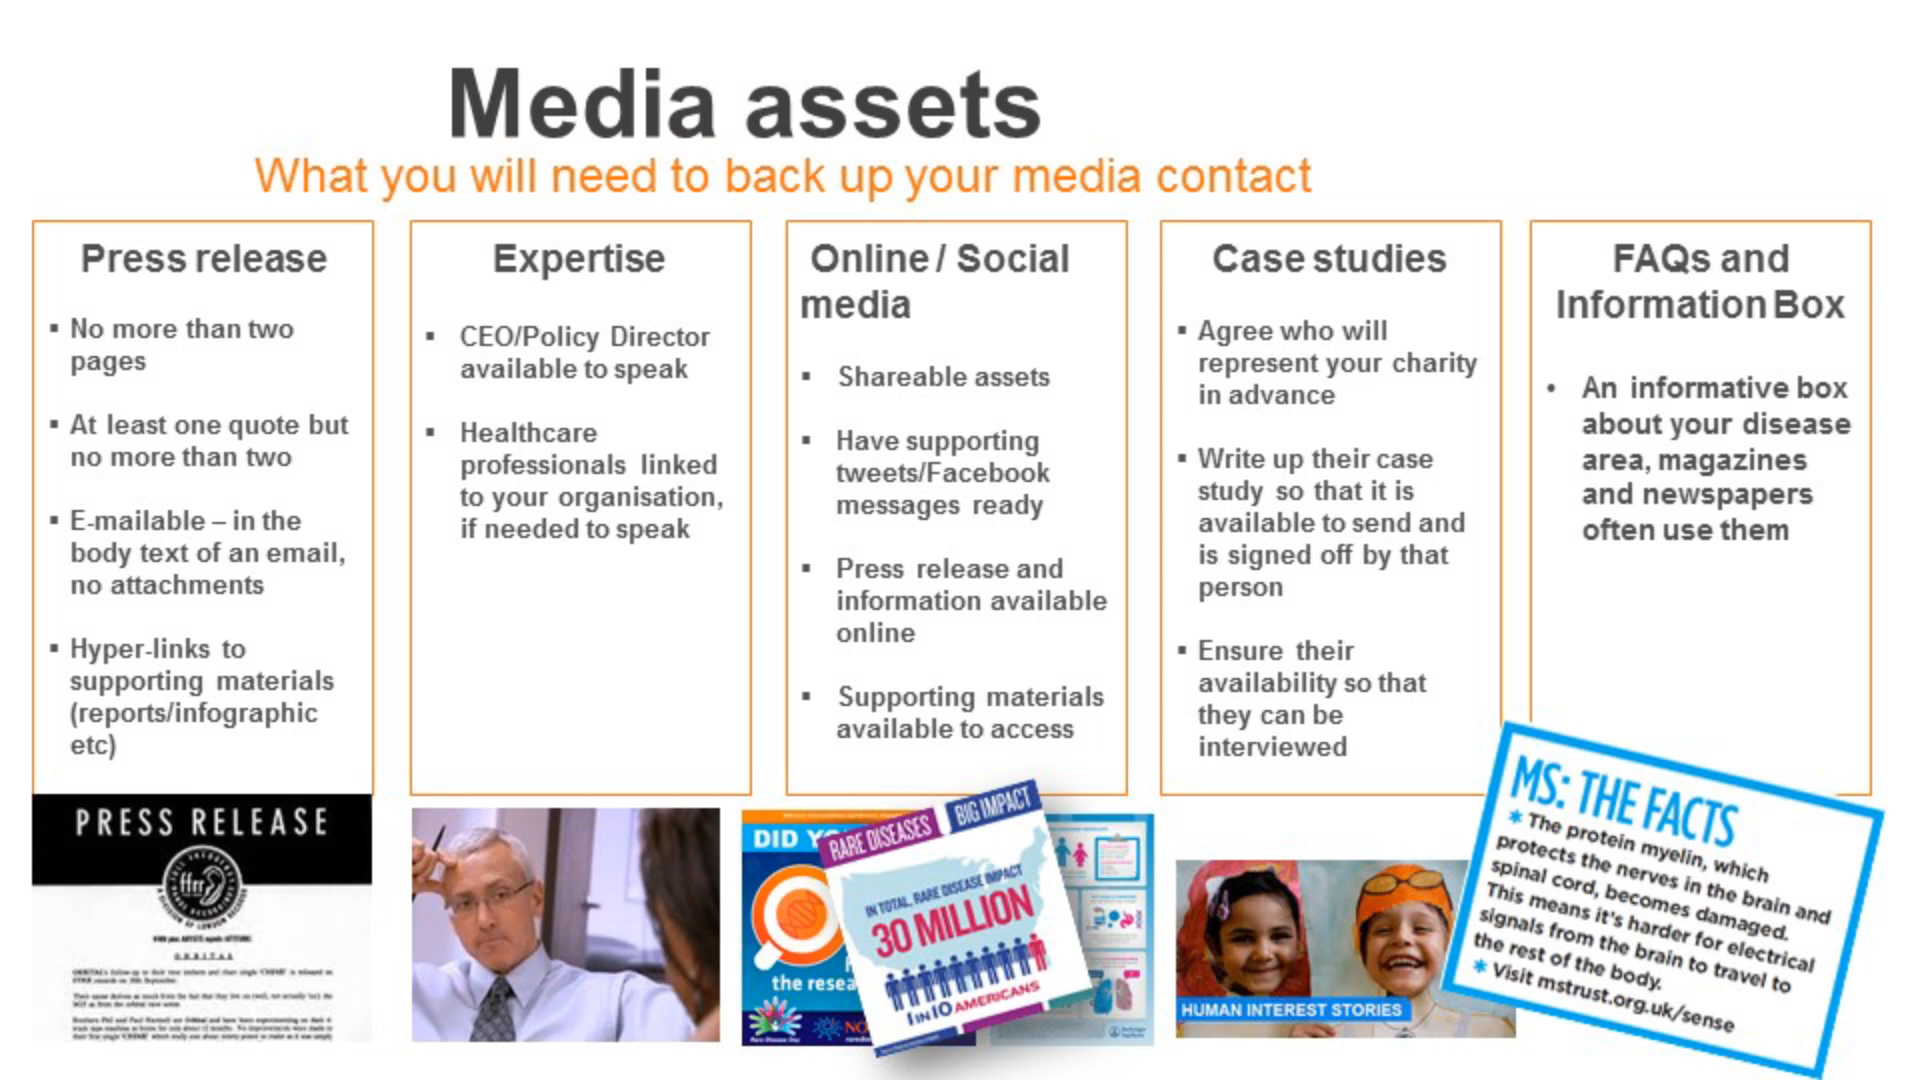 Media assets
What you will need to back up your media contact
Press release
▪ No more than two
pages
▪ At least one quote but
no more than two
▪ E-mailable – in the
body text of an email,
no attachments
▪ Hyper-links to
supporting materials
(reports/infographic
etc)
Expertise
▪ CEO/Policy Director
available to speak
▪ Healthcare
professionals linked
to your organisation,
if needed to speak
Online / Social
media
▪ Shareable assets
▪ Have supporting
tweets/Facebook
messages ready
▪ Press release and
information available
online
▪ Supporting materials
available to access
Case studies
▪ Agree who will
represent your charity
in advance
▪ Write up their case
study so that it is
available to send and
is signed off by that
person
▪ Ensure their
availability so that
they can be
interviewed
FAQs and
Information Box
• An informative box
about your disease
area, magazines
and newspapers
often use them
PRESS RELEASE
ffrr
ORBITAL
DID
the
RARE DISEASES
BIG IMPACT
IN TOTAL, RARE DISEASE IMPACT
30 MILLION
1 IN 10 AMERICANS
Rare Disease Day
HUMAN INTEREST STORIES
MS: THE FACTS
* The protein myelin, which
protects the nerves in the brain and
spinal cord, becomes damaged.
This means it's harder for electrical
signals from the brain to travel to
the rest of the body.
* Visit mstrust.org.uk/sense